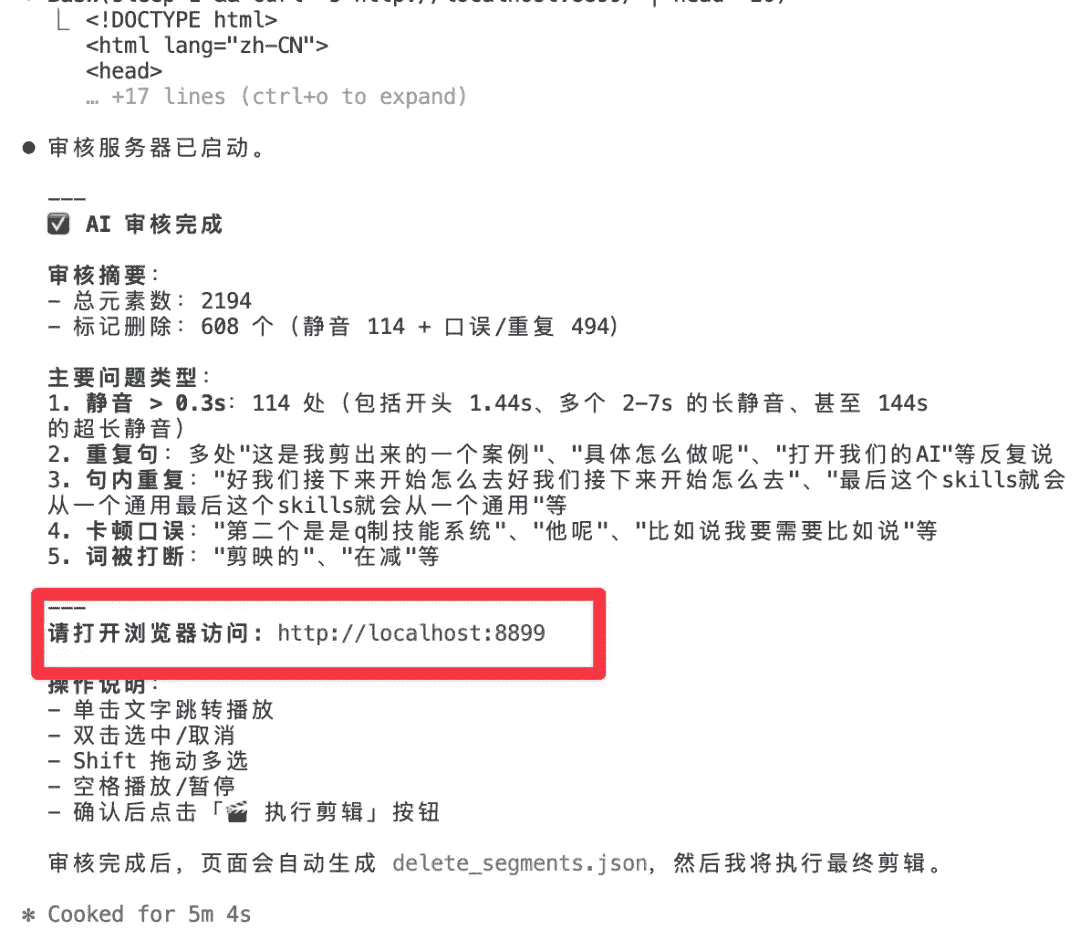 <!DOCTYPE html>
<html lang="zh-CN">
<head>
… +17 lines (ctrl+o to expand)
● 审核服务器已启动。
---
☑ AI 审核完成
审核摘要：
- 总元素数：2194
- 标记删除：608 个（静音 114 + 口误/重复 494）
主要问题类型：
1. 静音 > 0.3s：114 处（包括开头 1.44s、多个 2-7s 的长静音、甚至 144s
的超长静音）
2. 重复句：多处"这是我剪出来的一个案例"、"具体怎么做呢"、"打开我们的AI"等反复说
3. 句内重复："好我们接下来开始怎么去好我们接下来开始怎么去"、"最后这个skills就会
从一个通用最后这个skills就会从一个通用"等
4. 卡顿口误："第二个是是q制技能系统"、"他呢"、"比如说我要需要比如说"等
5. 词被打断："剪映的"、"在减"等
---
请打开浏览器访问：http://localhost:8899
操作说明：
- 单击文字跳转播放
- 双击选中/取消
- Shift 拖动多选
- 空格播放/暂停
- 确认后点击「🎬 执行剪辑」按钮
审核完成后，页面会自动生成 delete_segments.json，然后我将执行最终剪辑。
* Cooked for 5m 4s